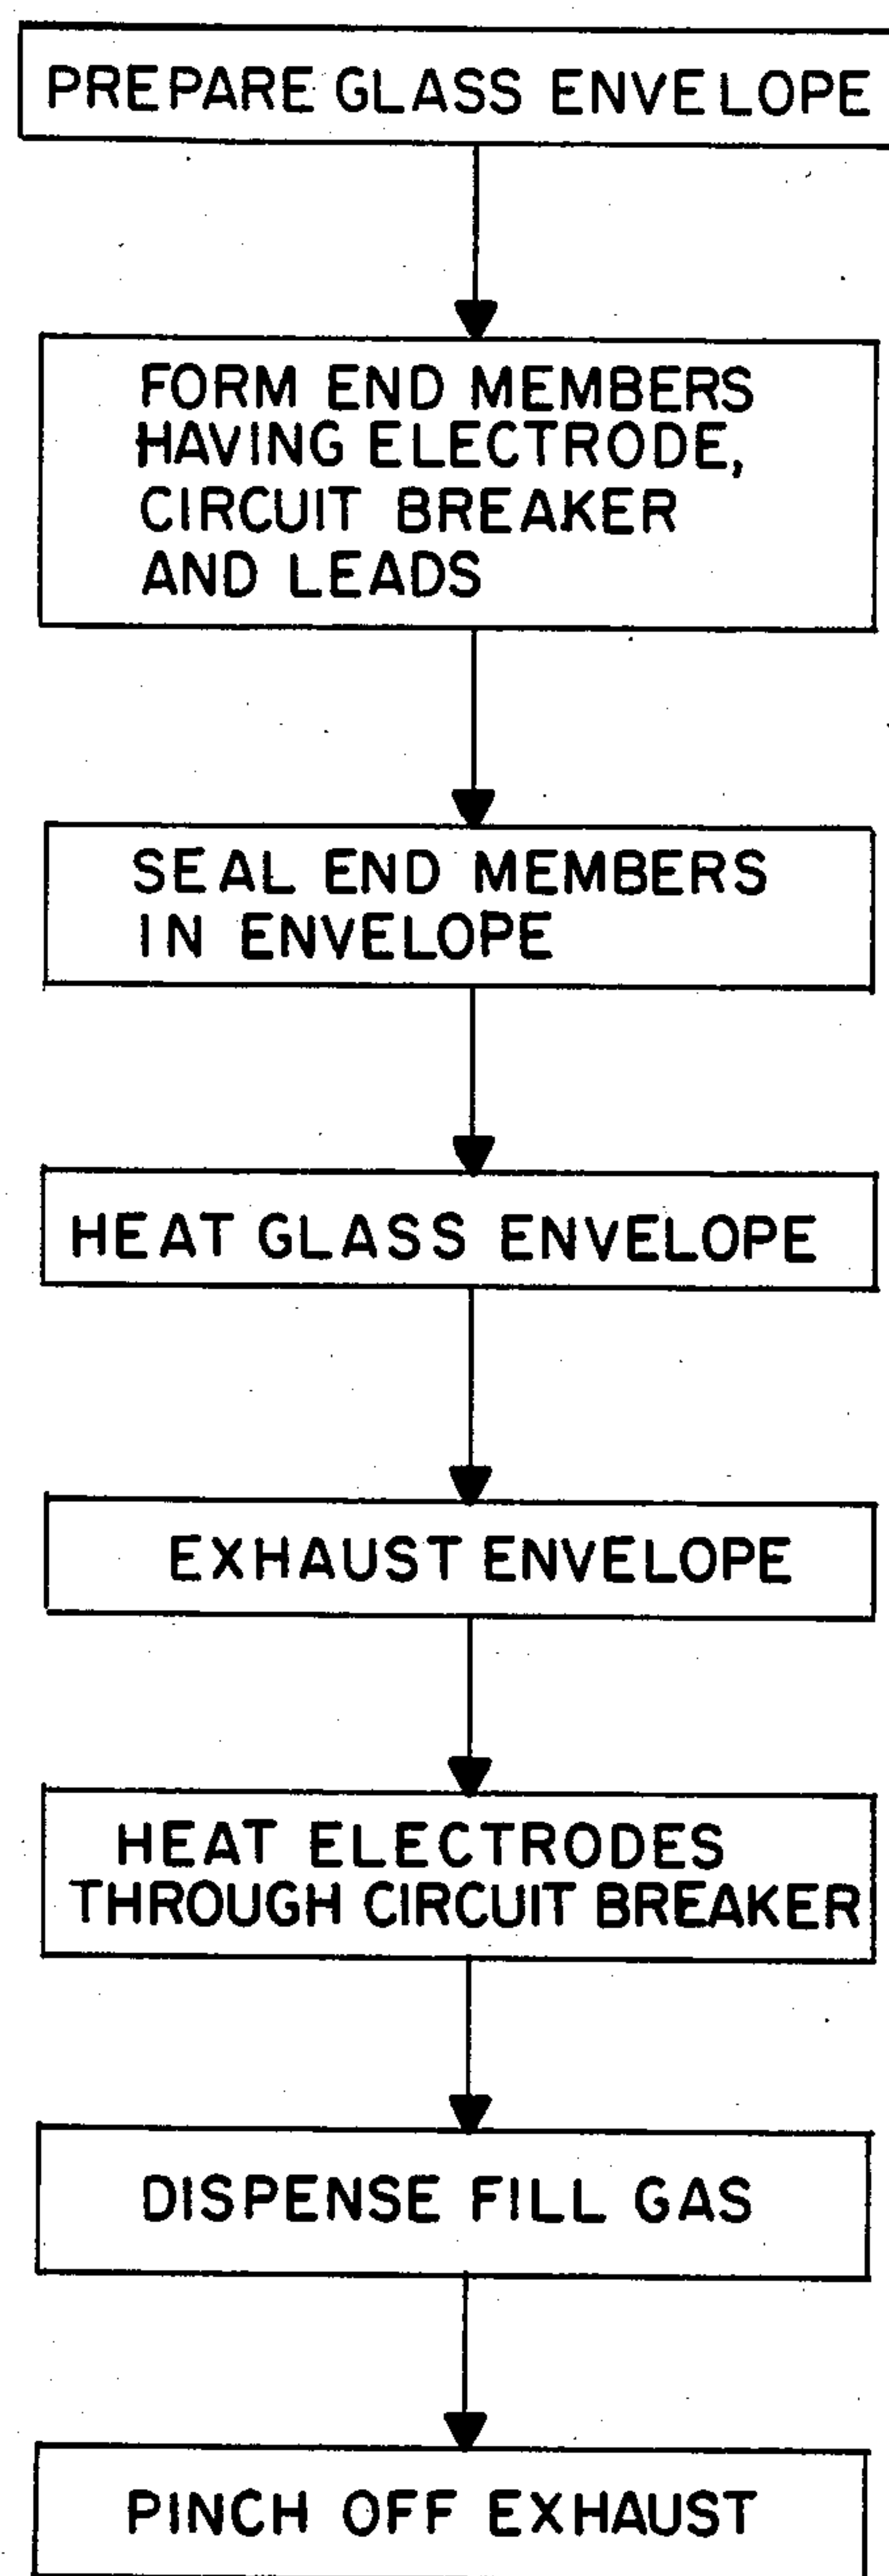 PREPARE GLASS ENVELOPE
FORM END MEMBERS
HAVING ELECTRODE,
CIRCUIT BREAKER
AND LEADS
SEAL END MEMBERS
IN ENVELOPE
HEAT GLASS ENVELOPE
EXHAUST ENVELOPE
HEAT ELECTRODES
THROUGH CIRCUIT BREAKER
DISPENSE FILL GAS
PINCH OFF EXHAUST